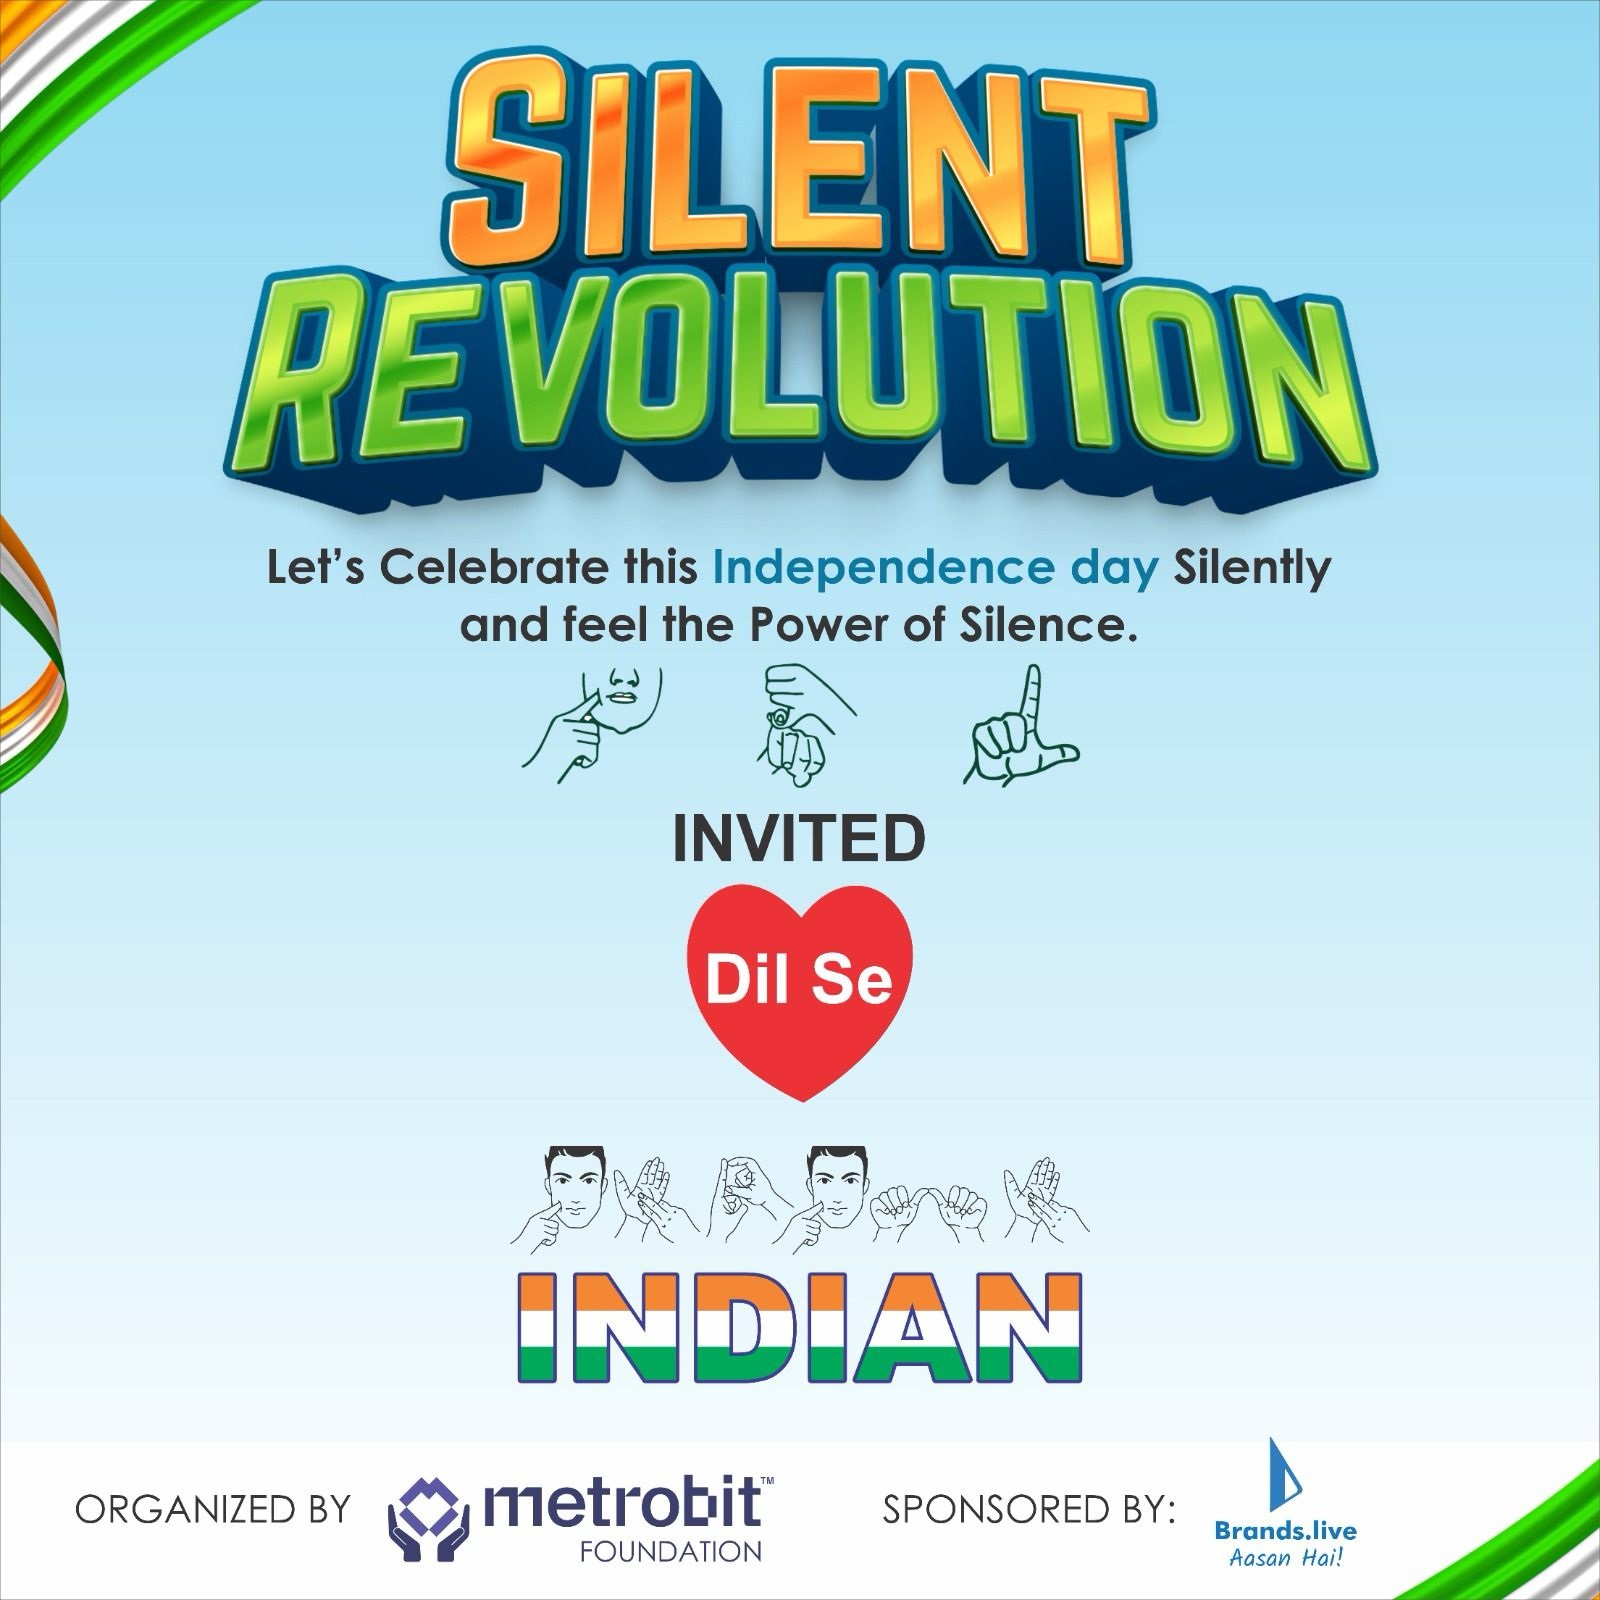 SILENT
REVOLUTION
Let's Celebrate this Independence day Silently
and feel the Power of Silence.
INVITED
Dil Se
INDIAN
ORGANIZED BY
metrobit™
FOUNDATION
SPONSORED BY:
Brands.live
Aasan Hai!